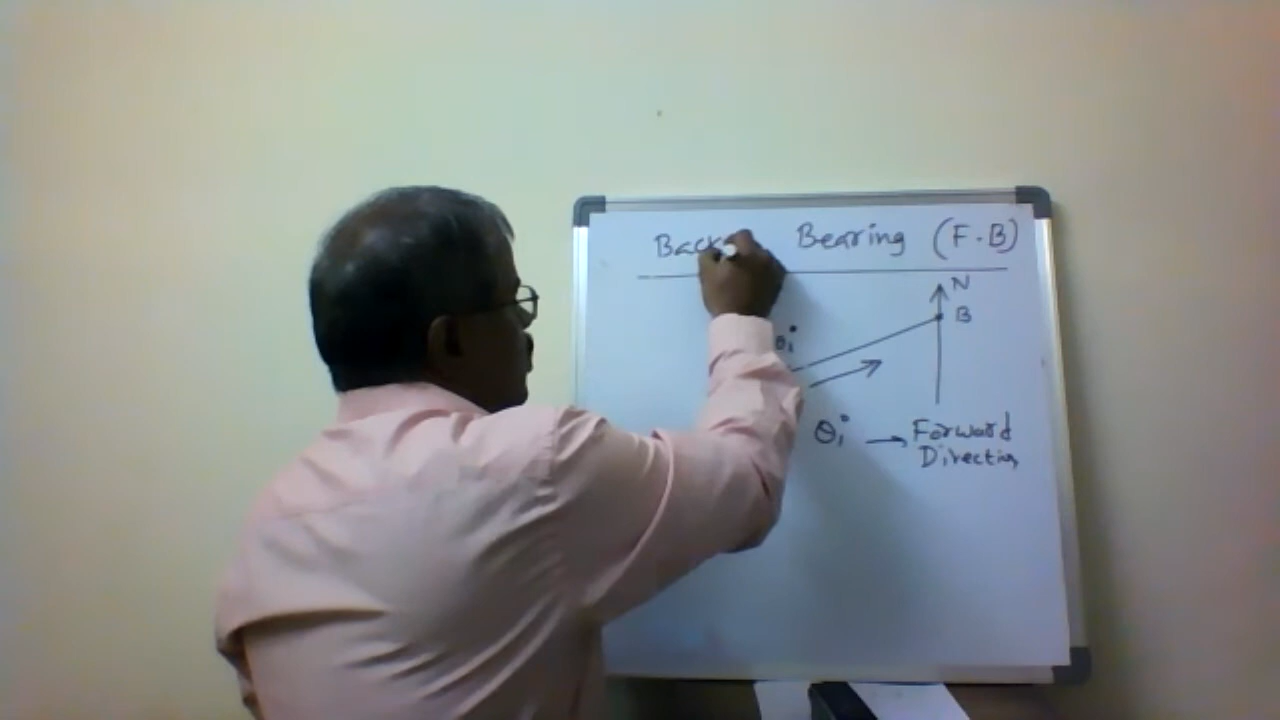 Back Bearing (F.B)
N
B
θ₁°
θ₁° → Forward
Direction